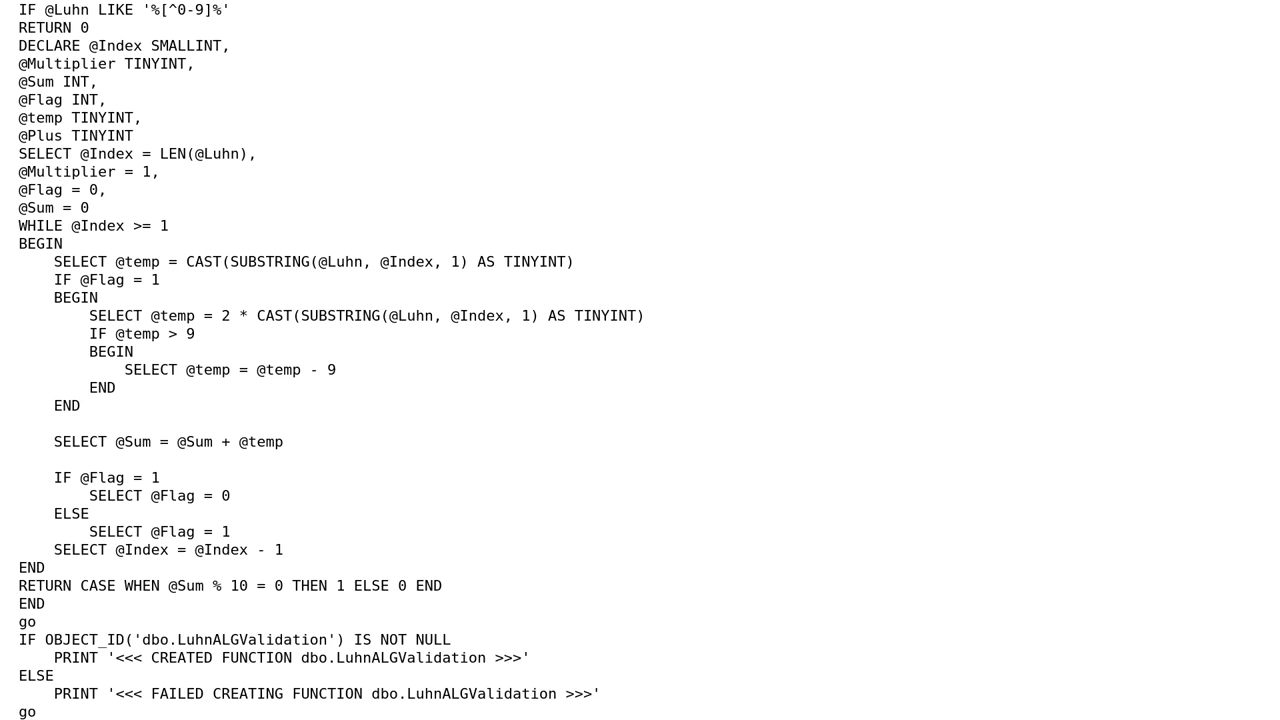 IF @Luhn LIKE '%[^0-9]%'
RETURN 0
DECLARE @Index SMALLINT,
@Multiplier TINYINT,
@Sum INT,
@Flag INT,
@temp TINYINT,
@Plus TINYINT
SELECT @Index = LEN(@Luhn),
@Multiplier = 1,
@Flag = 0,
@Sum = 0
WHILE @Index >= 1
BEGIN
    SELECT @temp = CAST(SUBSTRING(@Luhn, @Index, 1) AS TINYINT)
    IF @Flag = 1
    BEGIN
        SELECT @temp = 2 * CAST(SUBSTRING(@Luhn, @Index, 1) AS TINYINT)
        IF @temp > 9
        BEGIN
            SELECT @temp = @temp - 9
        END
    END

    SELECT @Sum = @Sum + @temp

    IF @Flag = 1
        SELECT @Flag = 0
    ELSE
        SELECT @Flag = 1
    SELECT @Index = @Index - 1
END
RETURN CASE WHEN @Sum % 10 = 0 THEN 1 ELSE 0 END
END
go
IF OBJECT_ID('dbo.LuhnALGValidation') IS NOT NULL
    PRINT '<<< CREATED FUNCTION dbo.LuhnALGValidation >>>'
ELSE
    PRINT '<<< FAILED CREATING FUNCTION dbo.LuhnALGValidation >>>'
go